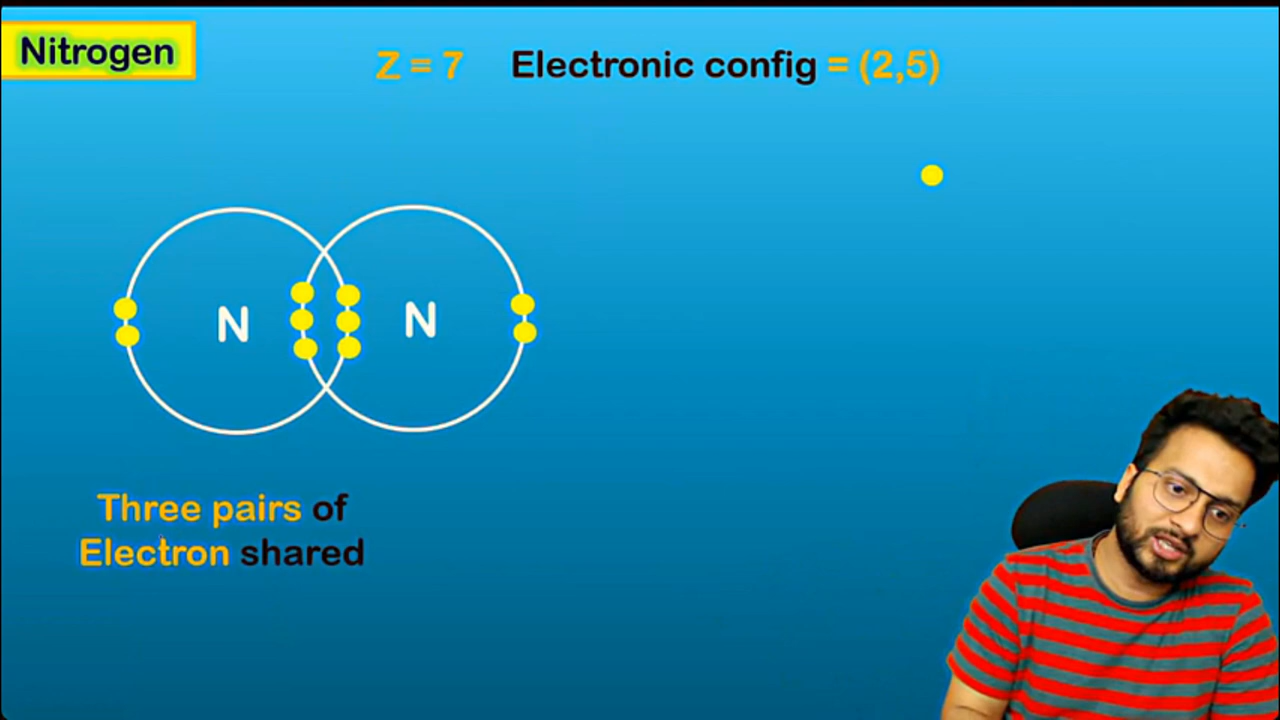 Nitrogen
Z = 7 Electronic config = (2,5)
N N
Three pairs of
Electron shared